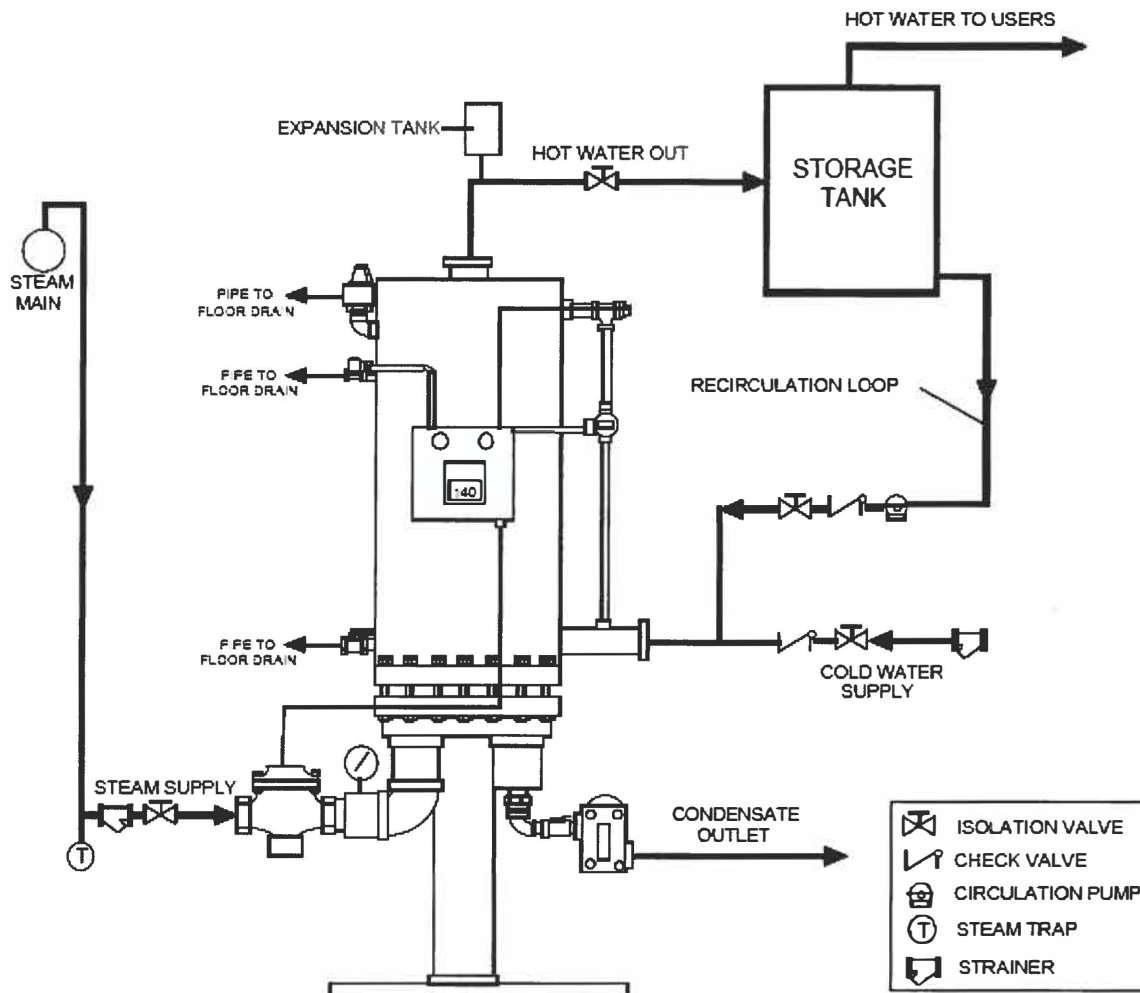 HOT WATER TO USERS
EXPANSION TANK
HOT WATER OUT
STORAGE
TANK
STEAM
MAIN
PIPE TO
FLOOR DRAIN
PIPE TO
FLOOR DRAIN
RECIRCULATION LOOP
140
PIPE TO
FLOOR DRAIN
COLD WATER
SUPPLY
STEAM SUPPLY
T
CONDENSATE
OUTLET
ISOLATION VALVE
CHECK VALVE
CIRCULATION PUMP
T STEAM TRAP
STRAINER